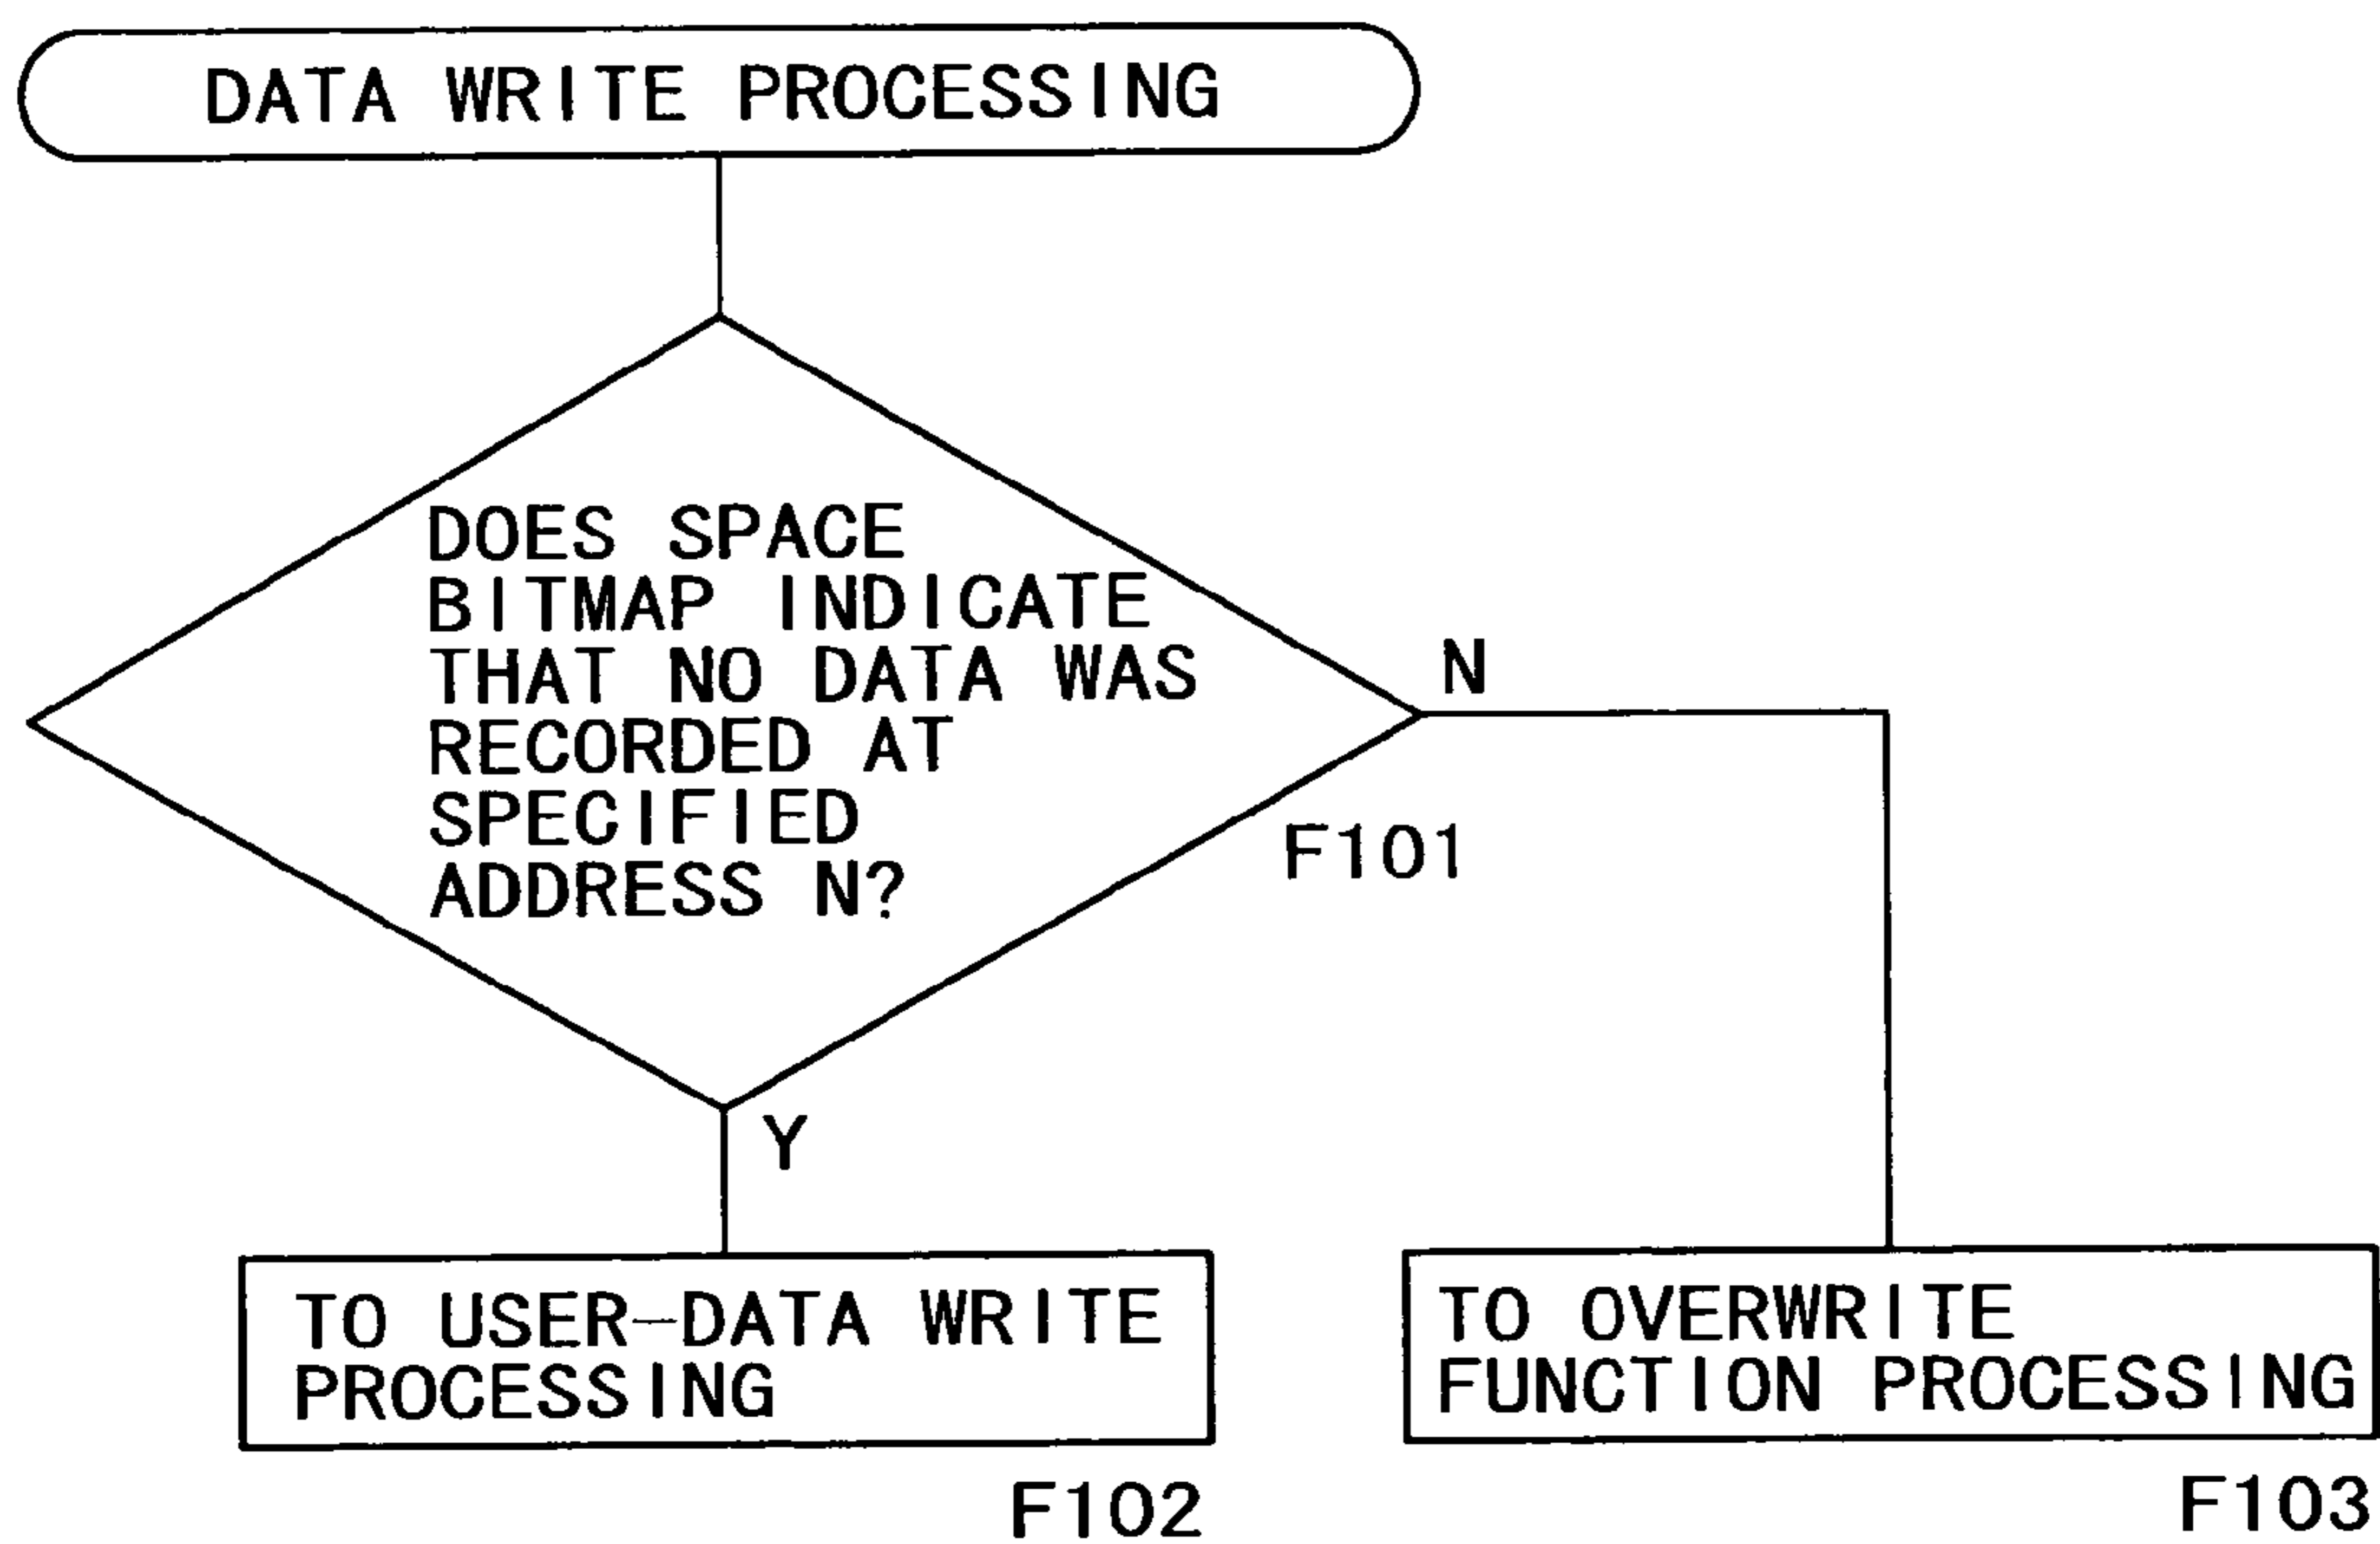 DATA WRITE PROCESSING
DOES SPACE
BITMAP INDICATE
THAT NO DATA WAS
RECORDED AT
SPECIFIED
ADDRESS N?
N
F101
Y
TO USER-DATA WRITE
PROCESSING
F102
TO OVERWRITE
FUNCTION PROCESSING
F103